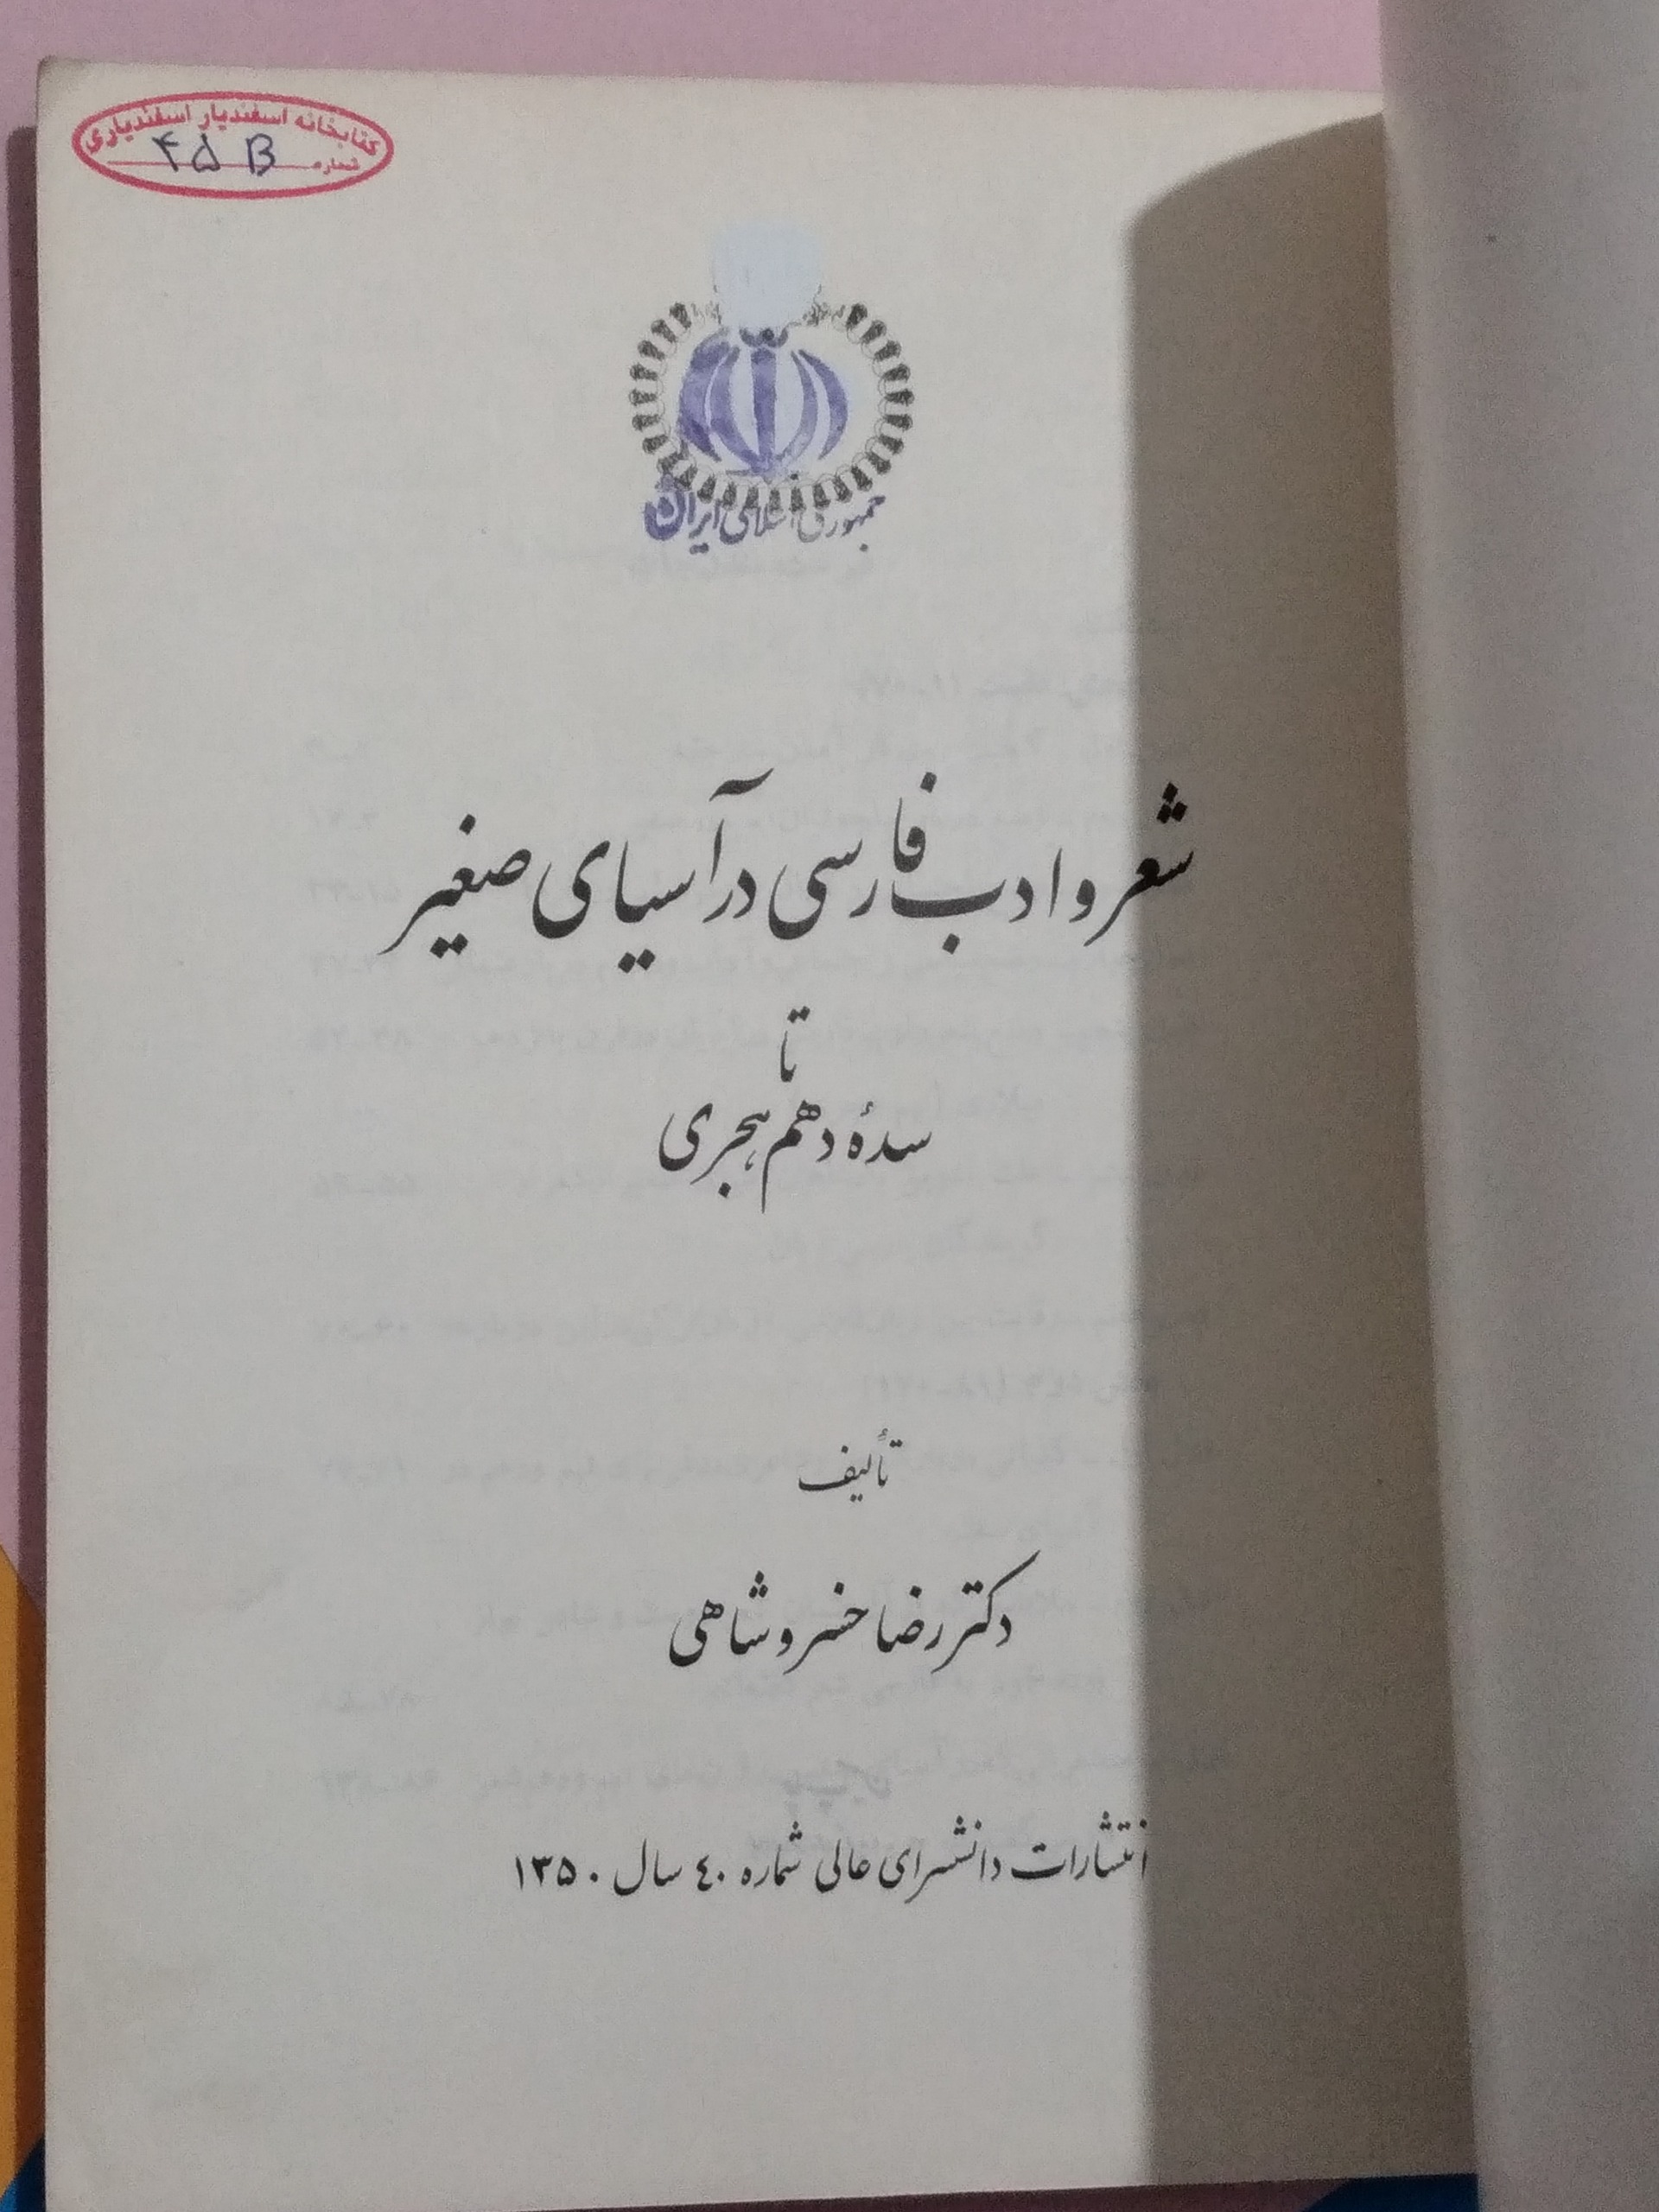 کتابخانه اسفندیار اسفندیاری
شماره ۴۵ B
جمهوری اسلامی ایران
شعر و ادب فارسی در آسیای صغیر
تا
سدهٔ دهم هجری
تألیف
دکتر رضا خسروشاهی
انتشارات دانشسرای عالی شماره ۴۰ سال ۱۳۵۰